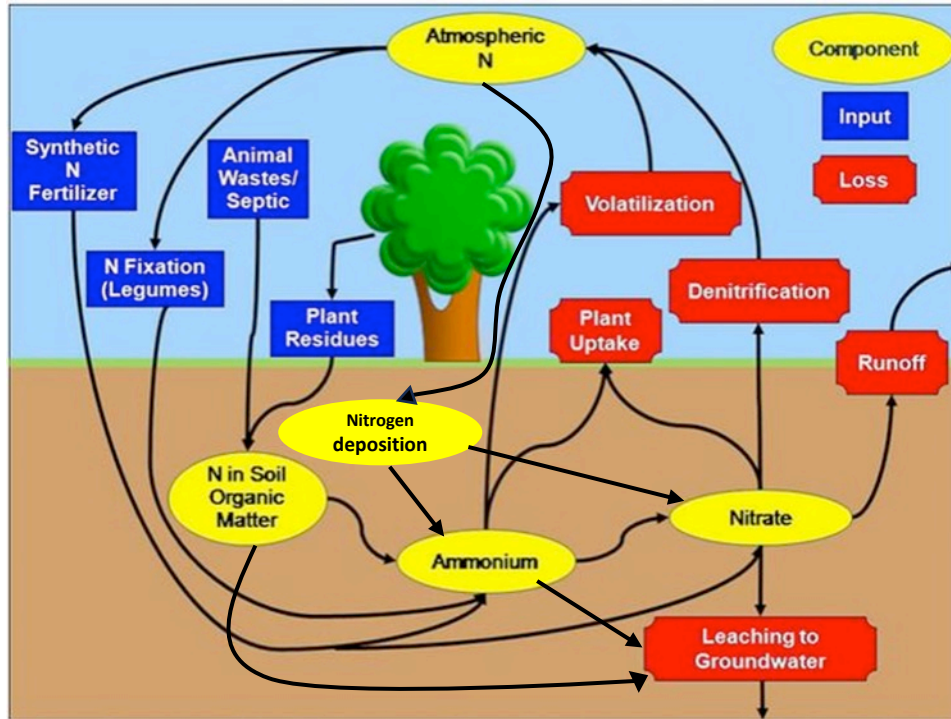 Atmospheric
N
Component
Input
Loss
Synthetic
N
Fertilizer
Animal
Wastes/
Septic
Volatilization
N Fixation
(Legumes)
Plant
Residues
Plant
Uptake
Denitrification
Runoff
Nitrogen
deposition
N in Soil
Organic
Matter
Ammonium
Nitrate
Leaching to
Groundwater